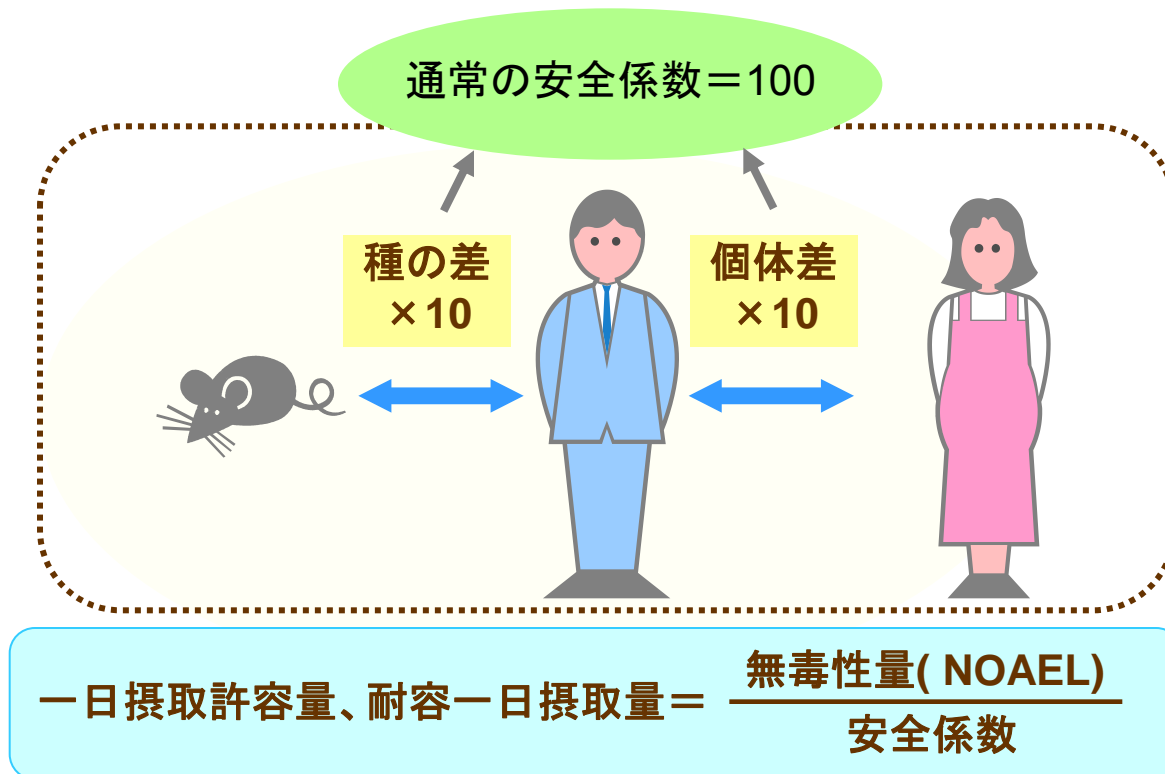 通常の安全係数＝100
種の差
×10
個体差
×10
一日摂取許容量、耐容一日摂取量＝
無毒性量( NOAEL)
安全係数